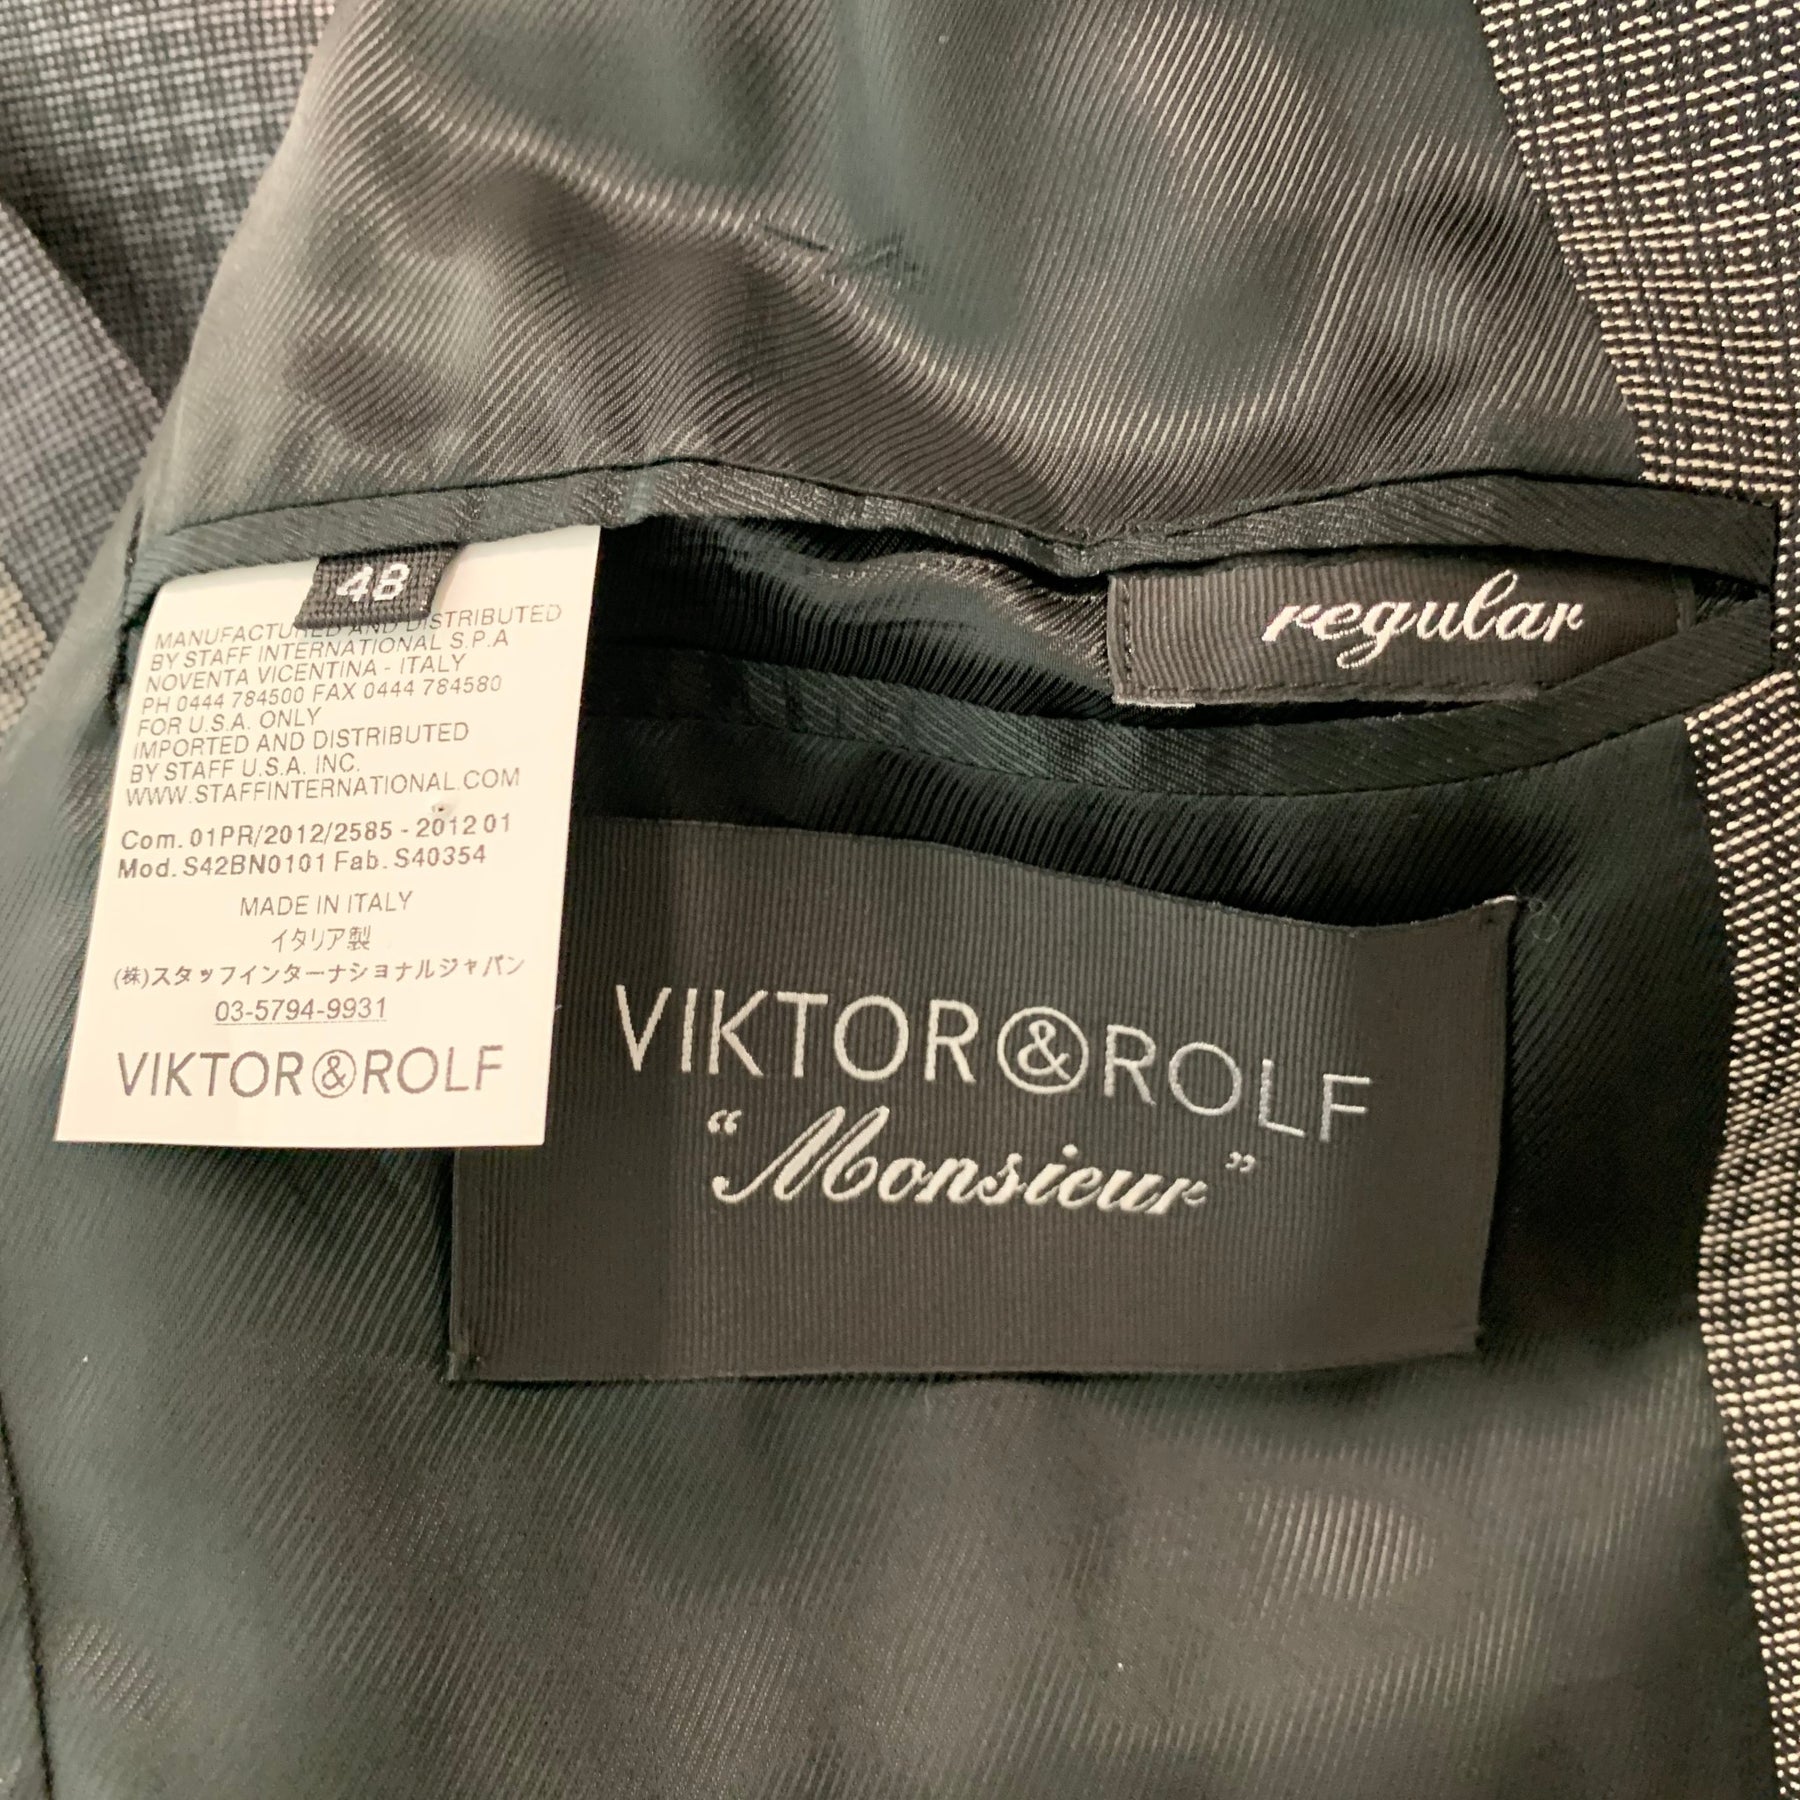 48
MANUFACTURED AND DISTRIBUTED
BY STAFF INTERNATIONAL S.P.A
NOVENTA VICENTINA - ITALY
PH 0444 784500 FAX 0444 784580
FOR U.S.A. ONLY
IMPORTED AND DISTRIBUTED
BY STAFF U.S.A. INC.
WWW.STAFFINTERNATIONAL.COM
Com. 01PR/2012/2585 - 2012 01
Mod. S42BN0101 Fab. S40354
MADE IN ITALY
イタリア製
(株)スタッフインターナショナルジャパン
03-5794-9931
VIKTOR&ROLF
regular
VIKTOR&ROLF
“Monsieur”